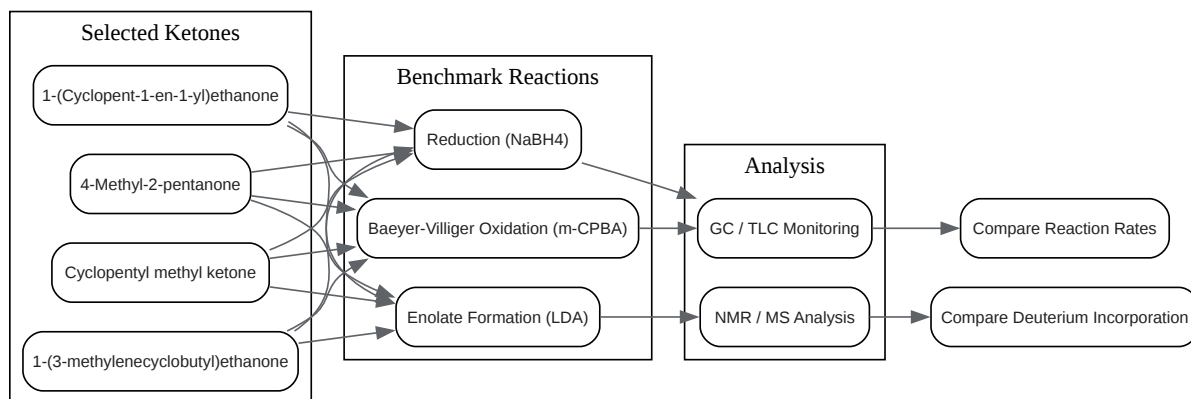 Selected Ketones
1-(Cyclopent-1-en-1-yl)ethanone
4-Methyl-2-pentanone
Cyclopentyl methyl ketone
1-(3-methylenecyclobutyl)ethanone
Benchmark Reactions
Reduction (NaBH4)
Baeyer-Villiger Oxidation (m-CPBA)
Enolate Formation (LDA)
Analysis
GC / TLC Monitoring
NMR / MS Analysis
Compare Reaction Rates
Compare Deuterium Incorporation